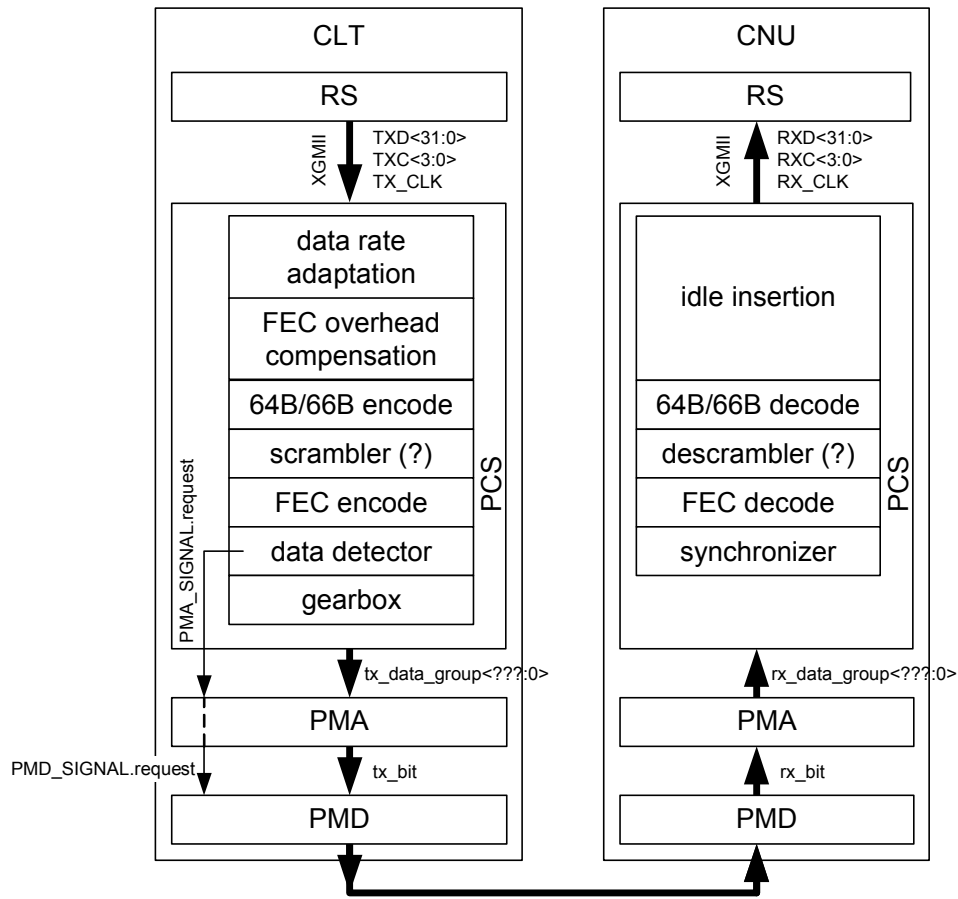 CLT
RS
XGMII
TXD<31:0>
TXC<3:0>
TX_CLK
data rate
adaptation
FEC overhead
compensation
64B/66B encode
scrambler (?)
FEC encode
data detector
gearbox
PCS
PMA_SIGNAL.request
tx_data_group<???:0>
PMA
PMD_SIGNAL.request
tx_bit
PMD
CNU
RS
XGMII
RXD<31:0>
RXC<3:0>
RX_CLK
idle insertion
64B/66B decode
descrambler (?)
FEC decode
synchronizer
PCS
rx_data_group<???:0>
PMA
rx_bit
PMD